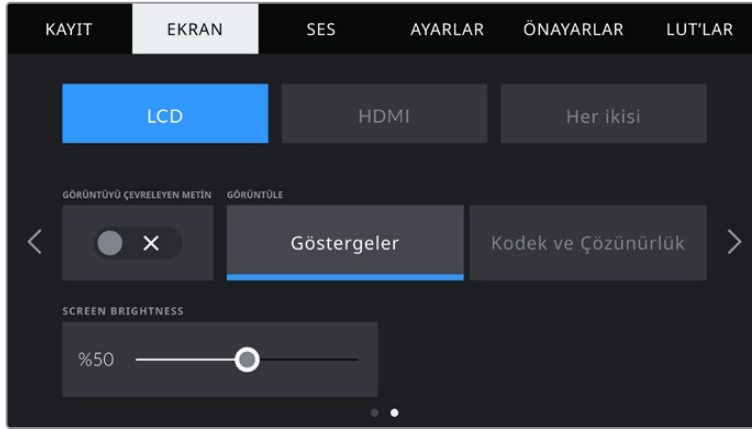 KAYIT EKRAN SES AYARLAR ÖNAYARLAR LUT’LAR
LCD HDMI Her ikisi
GÖRÜNTÜYÜ ÇEVRELEYEN METİN GÖRÜNTÜLE
Göstergeler Kodek ve Çözünürlük
SCREEN BRIGHTNESS
%50